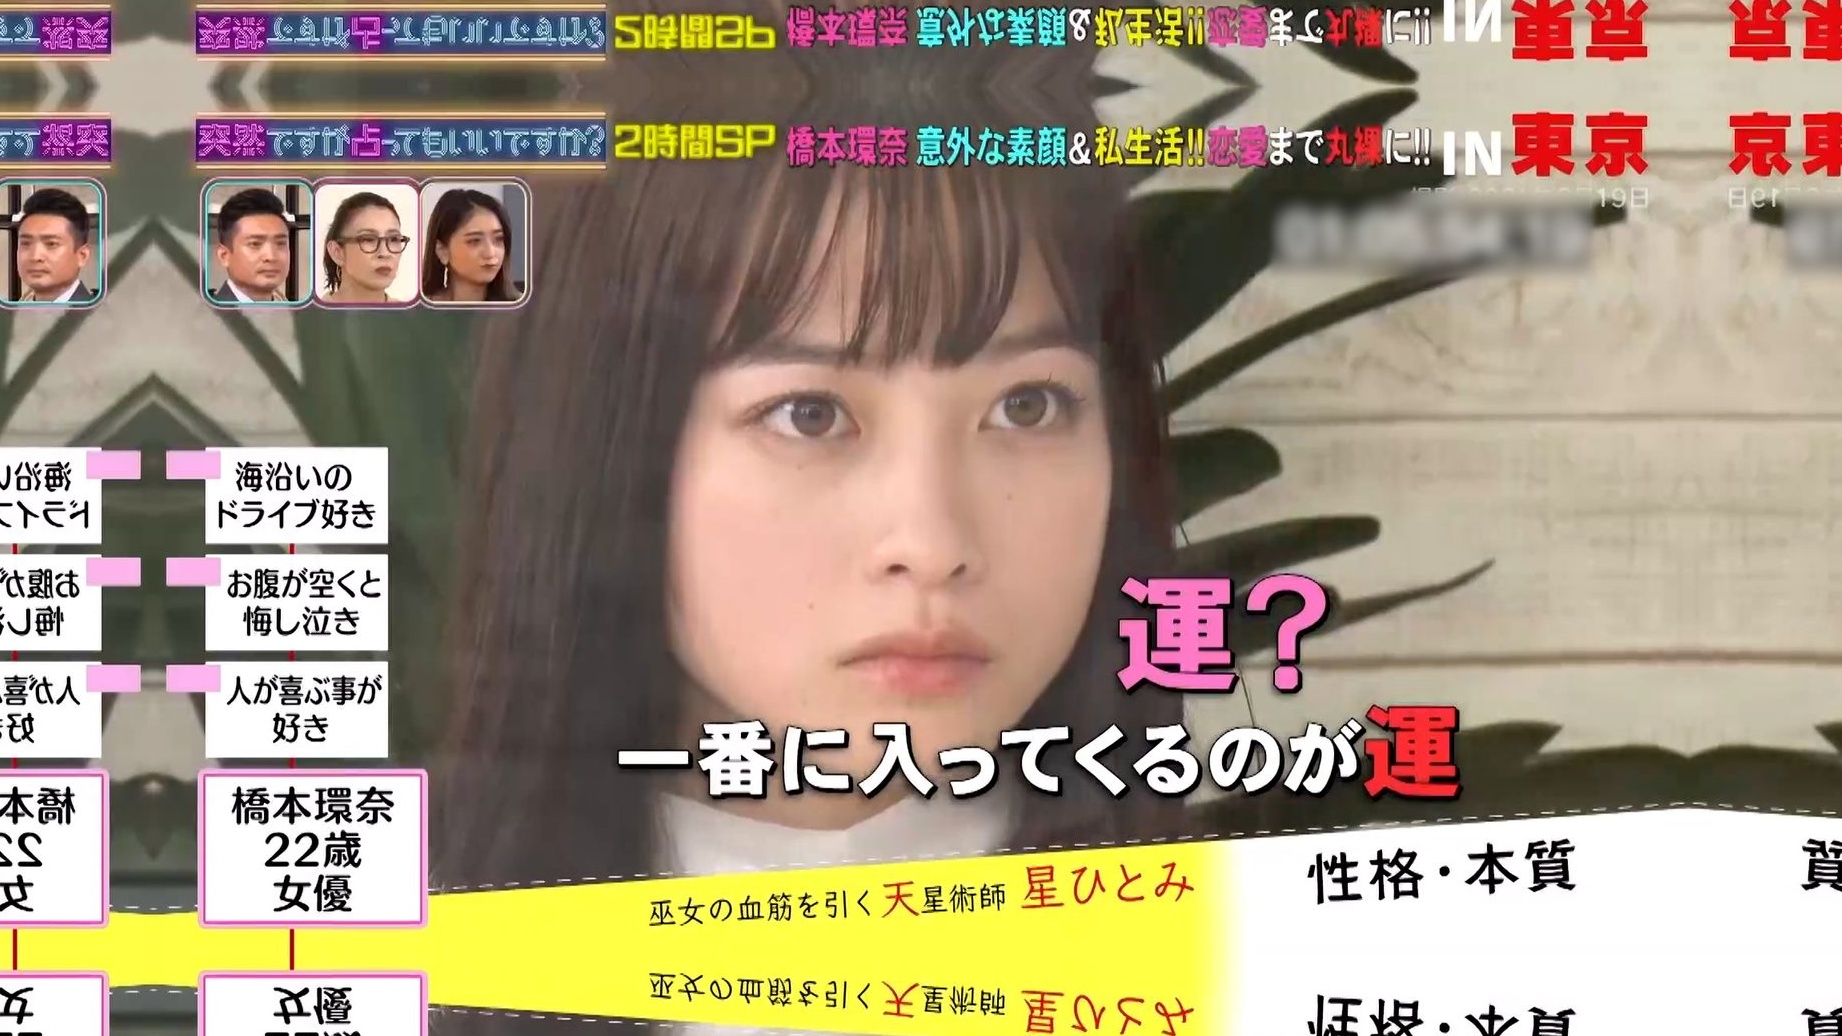 突然ですが占ってもいいですか?
2時間SP 橋本環奈 意外な素顔&私生活!!恋愛まで丸裸に!!
IN東京
19日
海沿いの
ドライブ好き
お腹が空くと
悔し泣き
人が喜ぶ事が
好き
橋本環奈
22歳
女優
運?
一番に入ってくるのが運
巫女の血筋を引く天星術師 星ひとみ
性格・本質